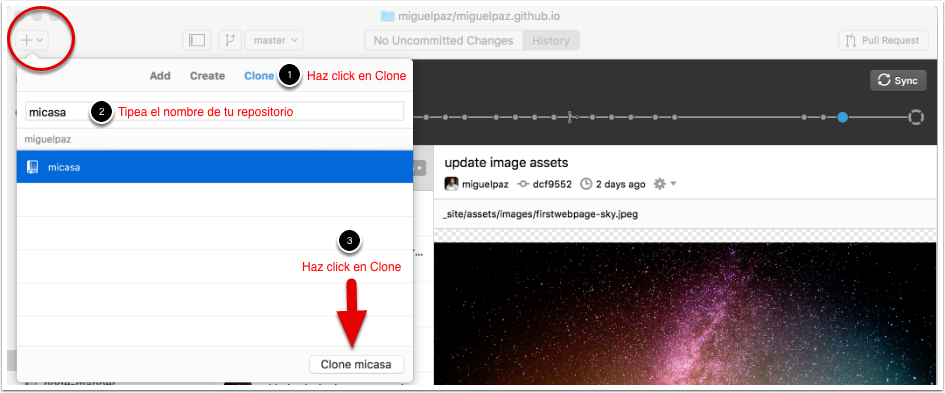 miguelpaz/miguelpaz.github.io
master
No Uncommitted Changes
History
Pull Request
Add
Create
Clone
1
Haz click en Clone
Sync
micasa
2
Tipea el nombre de tu repositorio
miguelpaz
micasa
update image assets
miguelpaz
dcf9552
2 days ago
_site/assets/images/firstwebpage-sky.jpeg
3
Haz click en Clone
Clone micasa